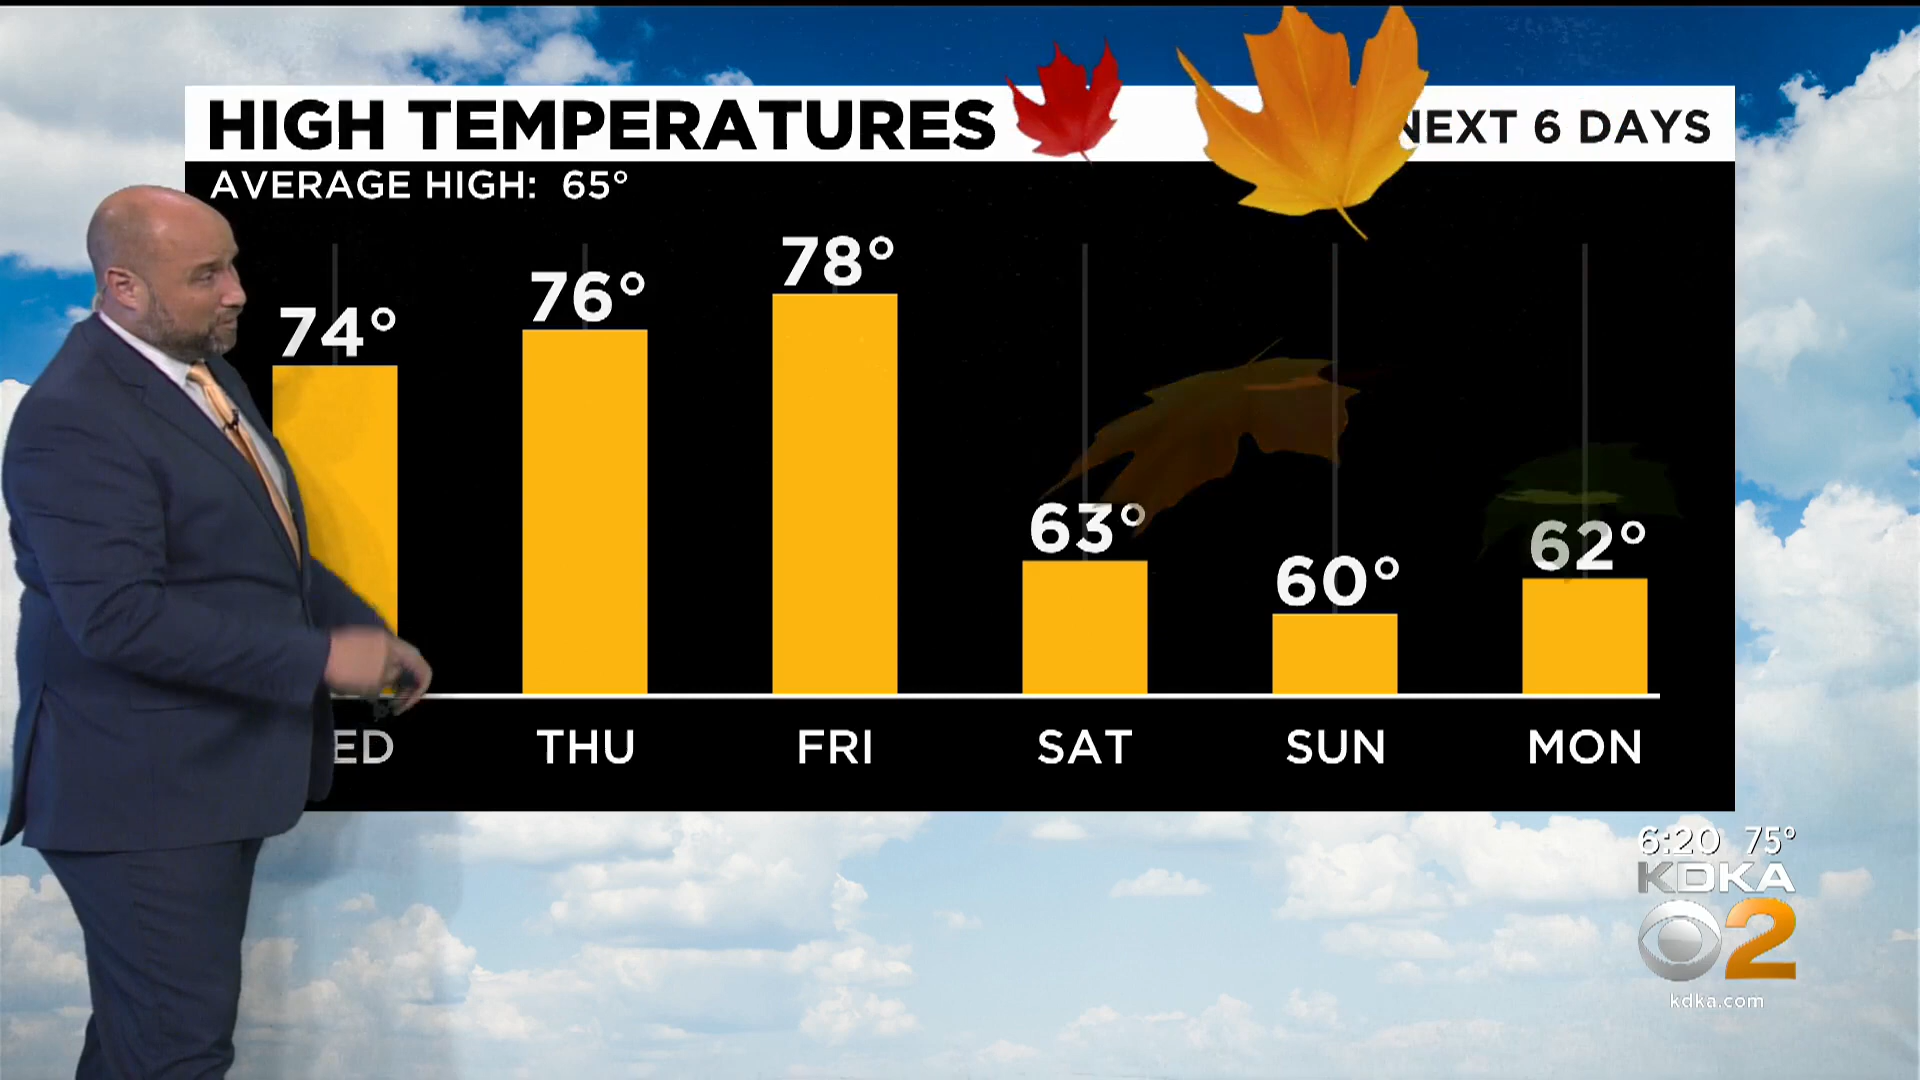 HIGH TEMPERATURES
NEXT 6 DAYS
AVERAGE HIGH: 65°
74° 76° 78° 63° 60° 62°
ED THU FRI SAT SUN MON
6:20 75°
KDKA
2
kdka.com